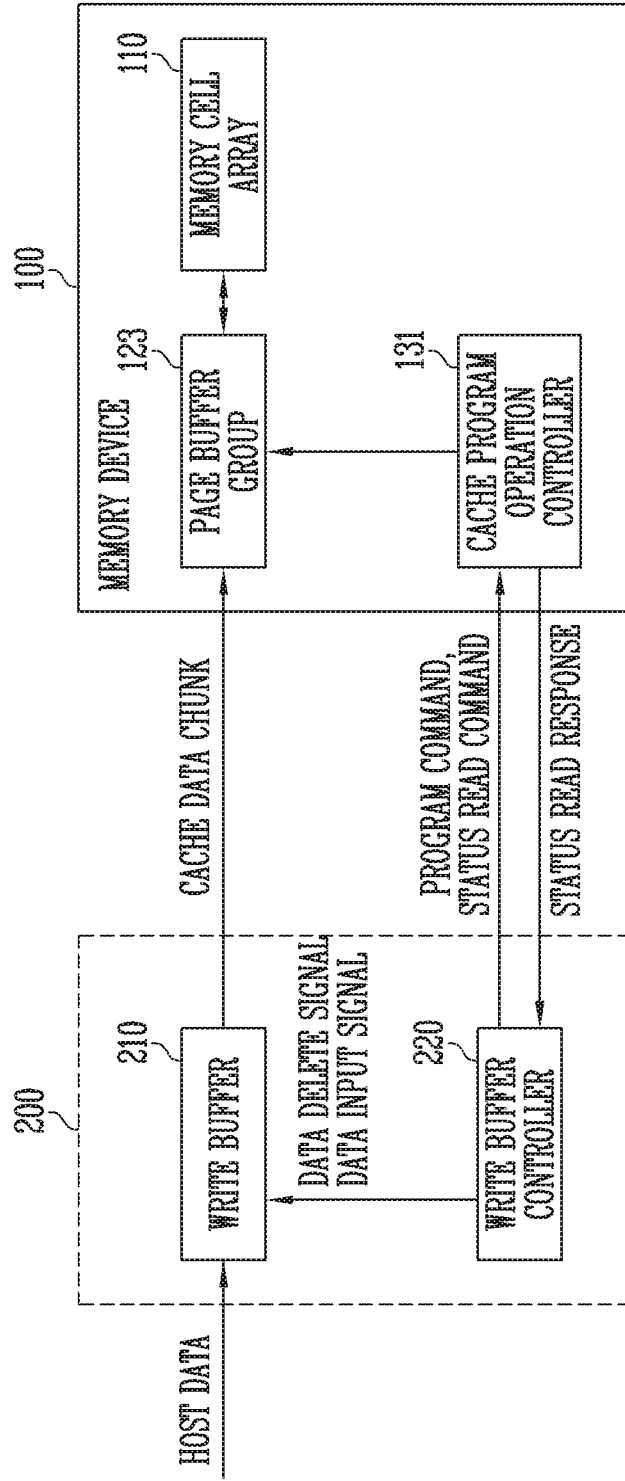 200
100
MEMORY DEVICE
HOST DATA
210
WRITE BUFFER
CACHE DATA CHUNK
123
PAGE BUFFER
GROUP
110
MEMORY CELL
ARRAY
DATA DELETE SIGNAL
DATA INPUT SIGNAL
220
WRITE BUFFER
CONTROLLER
PROGRAM COMMAND,
STATUS READ COMMAND
STATUS READ RESPONSE
131
CACHE PROGRAM
OPERATION
CONTROLLER